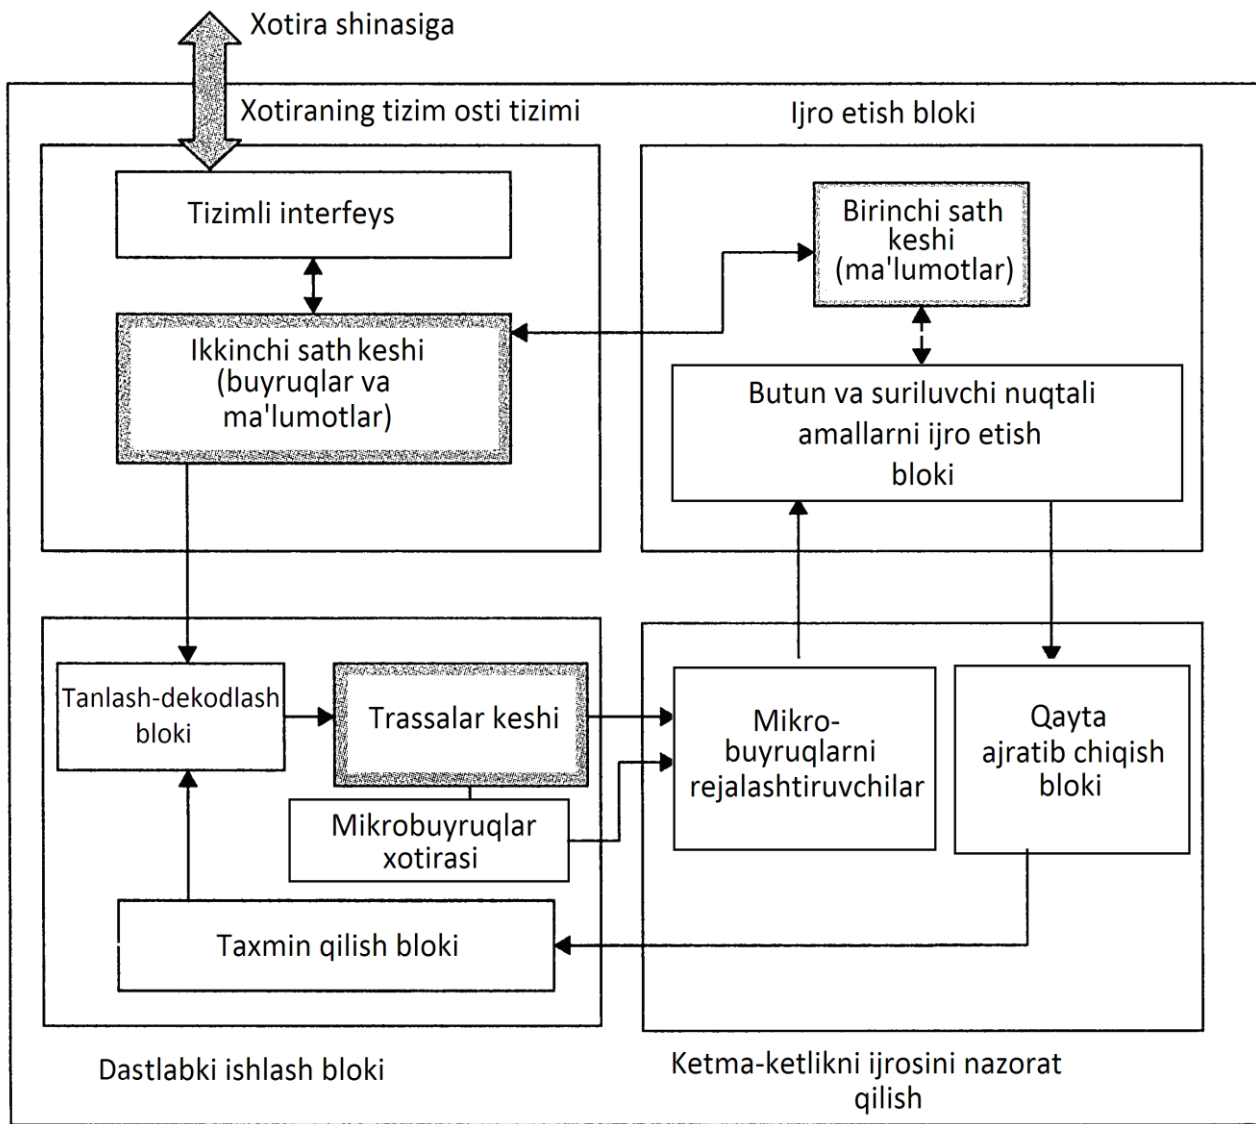 Xotira shinasiga
Xotiraning tizim osti tizimi
Ijro etish bloki
Tizimli interfeys
Birinchi sath
keshi
(ma'lumotlar)
Ikkinchi sath keshi
(buyruqlar va
ma'lumotlar)
Butun va suriluvchi nuqtali
amallarni ijro etish
bloki
Tanlash-dekodlash
bloki
Trassalar keshi
Mikrobuyruqlar
xotirasi
Taxmin qilish bloki
Mikro-
buyruqlarni
rejalashtiruvchilar
Qayta
ajratib chiqish
bloki
Dastlabki ishlash bloki
Ketma-ketlikni ijrosini nazorat
qilish